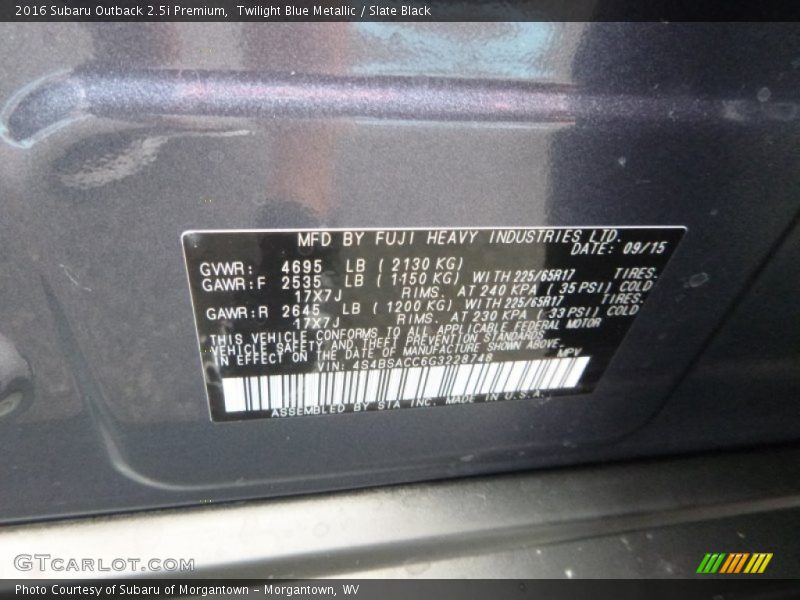 2016 Subaru Outback 2.5i Premium, Twilight Blue Metallic / Slate Black
MFD BY FUJI HEAVY INDUSTRIES LTD.
DATE: 09/15
GVWR: 4695 LB (2130 KG)
GAWR:F 2535 LB (1150 KG) WITH 225/65R17 TIRES.
17X7J RIMS. AT 240 KPA (35 PSI) COLD
GAWR:R 2645 LB (1200 KG) WITH 225/65R17 TIRES.
17X7J RIMS. AT 230 KPA (33 PSI) COLD
THIS VEHICLE CONFORMS TO ALL APPLICABLE FEDERAL MOTOR
VEHICLE SAFETY AND THEFT PREVENTION STANDARDS
IN EFFECT ON THE DATE OF MANUFACTURE SHOWN ABOVE.
VIN: 4S4BSACC6G3228748 MPV
ASSEMBLED BY SIA INC. MADE IN U.S.A.
GTcarlot.com
Photo Courtesy of Subaru of Morgantown - Morgantown, WV